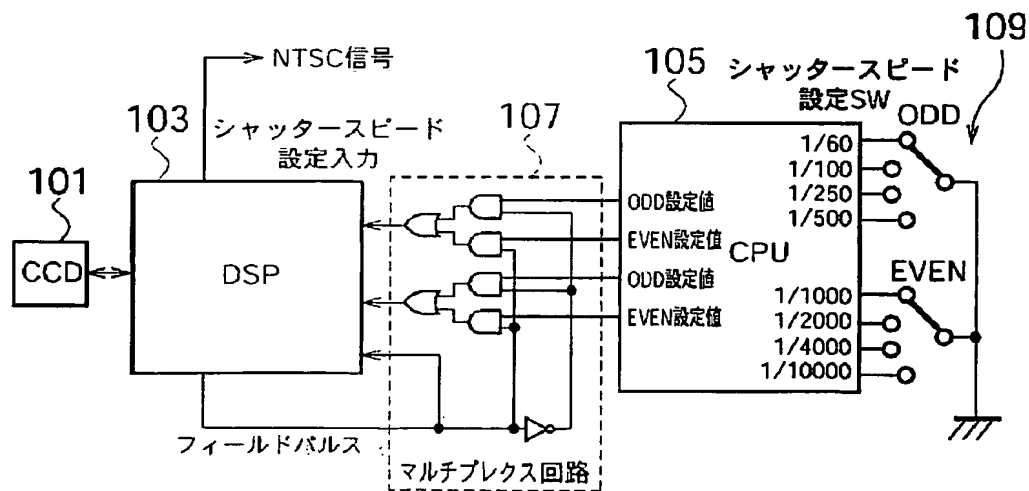 109
NTSC信号
105
シャッタースピード
設定SW
103
シャッタースピード
設定入力
107
ODD
1/60
1/100
1/250
1/500
101
CCD
DSP
ODD設定値
EVEN設定値
CPU
ODD設定値
EVEN設定値
EVEN
1/1000
1/2000
1/4000
1/10000
フィールドパルス
マルチプレクス回路